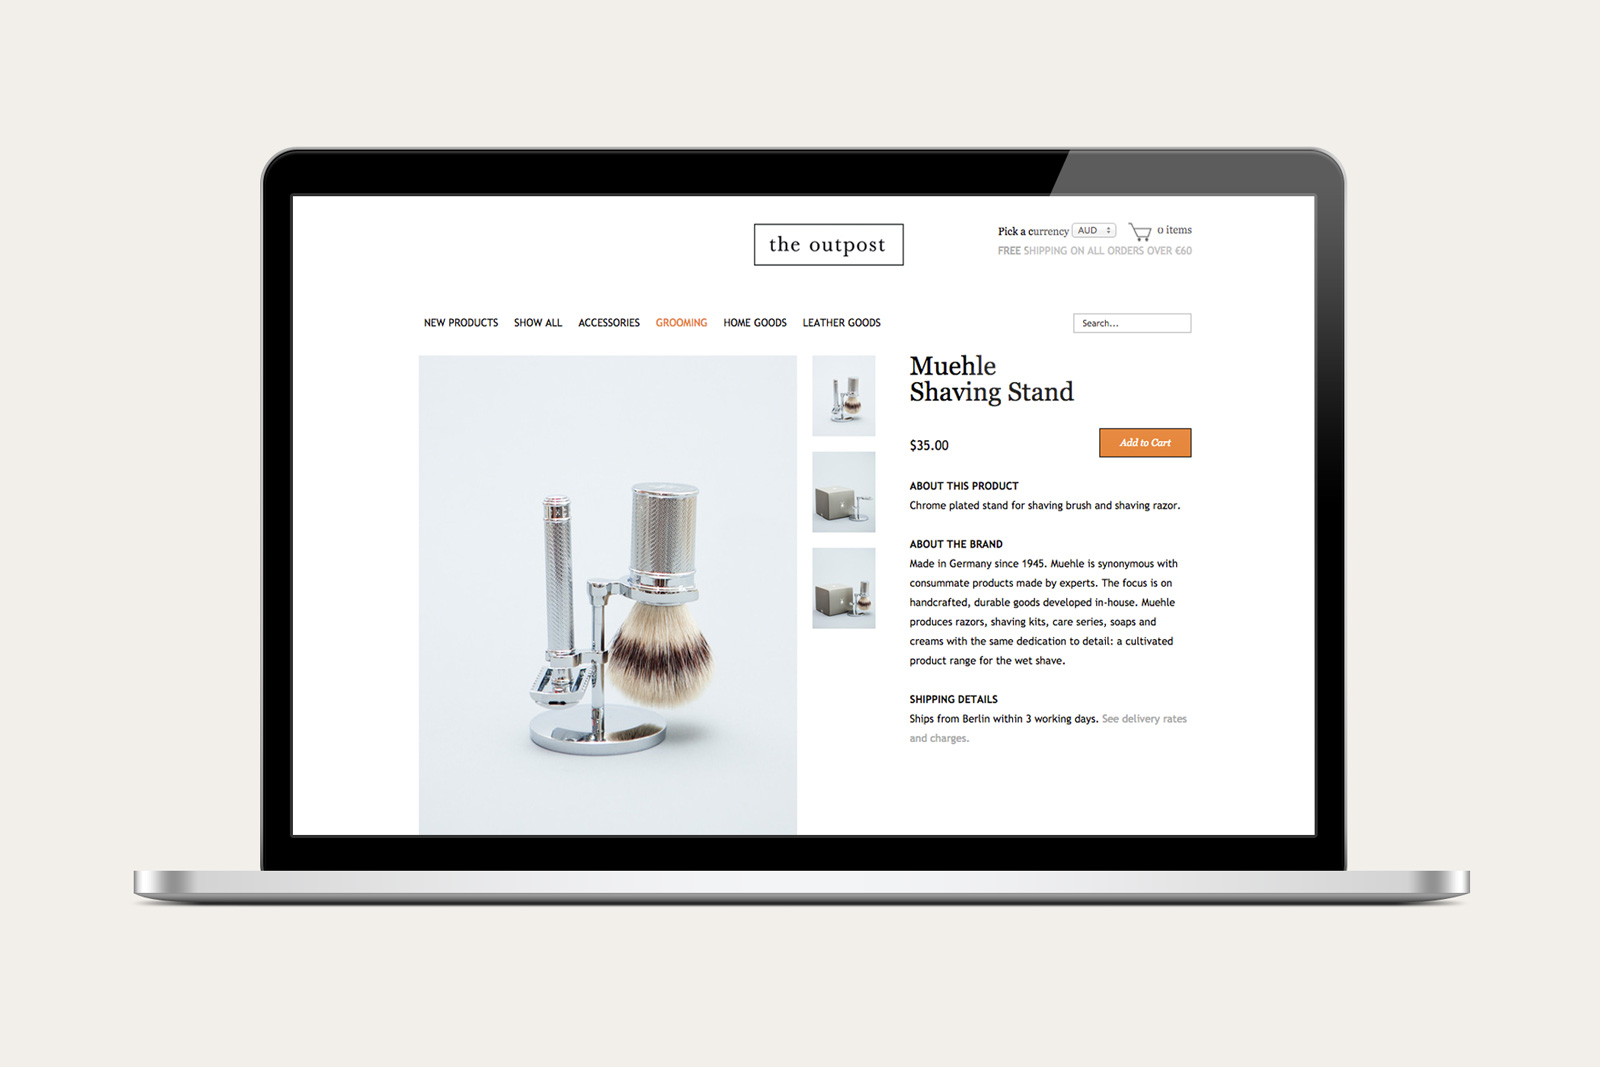 the outpost
Pick a currency AUD 0 items
FREE SHIPPING ON ALL ORDERS OVER €60
NEW PRODUCTS SHOW ALL ACCESSORIES GROOMING HOME GOODS LEATHER GOODS
Search...
Muehle
Shaving Stand
$35.00
Add to Cart
ABOUT THIS PRODUCT
Chrome plated stand for shaving brush and shaving razor.
ABOUT THE BRAND
Made in Germany since 1945. Muehle is synonymous with
consummate products made by experts. The focus is on
handcrafted, durable goods developed in-house. Muehle
produces razors, shaving kits, care series, soaps and
creams with the same dedication to detail: a cultivated
product range for the wet shave.
SHIPPING DETAILS
Ships from Berlin within 3 working days. See delivery rates
and charges.